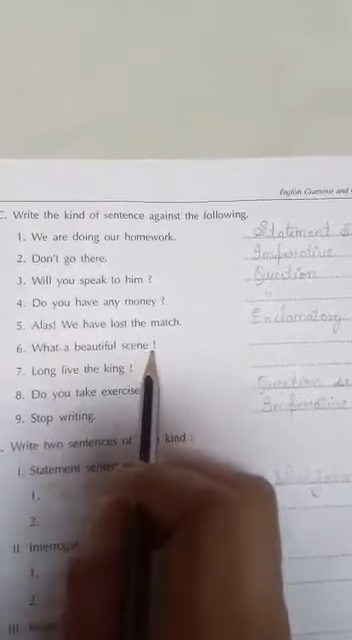 English Grammar and
C. Write the kind of sentence against the following.
1. We are doing our homework. Statement S
2. Don't go there. Imperative
3. Will you speak to him ? Question
4. Do you have any money ? "
5. Alas! We have lost the match. Exclamatory
6. What a beautiful scene !
7. Long live the king !
8. Do you take exercise Question se
9. Stop writing. Imperative
. Write two sentences of kind
I. Statement senten
1.
2.
II. Interrogat
1.
2.
III.